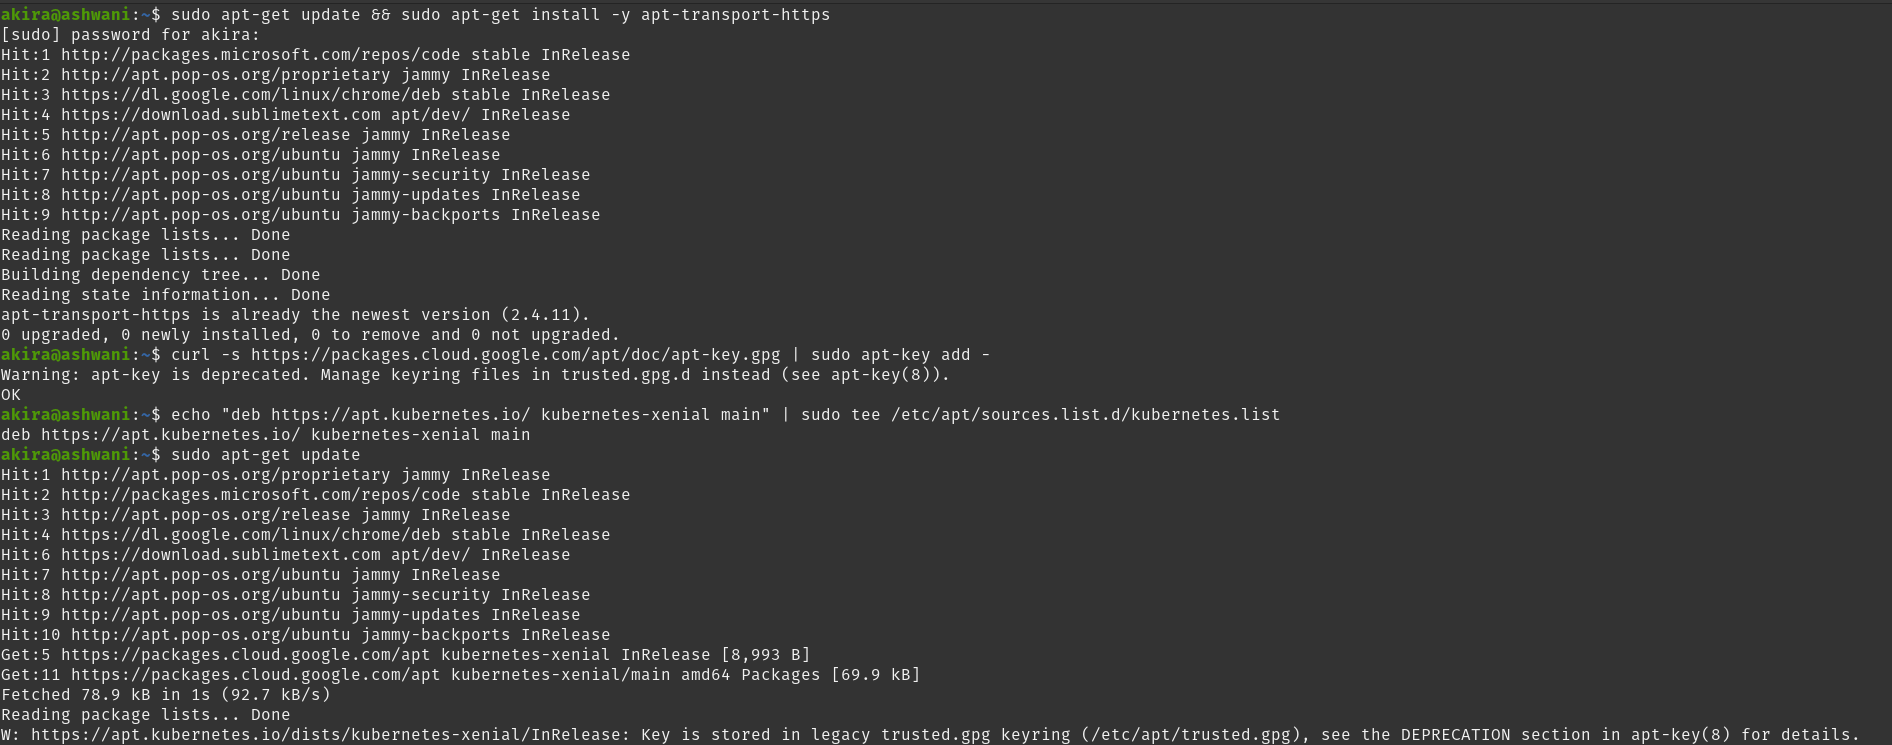 akira@ashwani:~$ sudo apt-get update && sudo apt-get install -y apt-transport-https
[sudo] password for akira:
Hit:1 http://packages.microsoft.com/repos/code stable InRelease
Hit:2 http://apt.pop-os.org/proprietary jammy InRelease
Hit:3 https://dl.google.com/linux/chrome/deb stable InRelease
Hit:4 https://download.sublimetext.com apt/dev/ InRelease
Hit:5 http://apt.pop-os.org/release jammy InRelease
Hit:6 http://apt.pop-os.org/ubuntu jammy InRelease
Hit:7 http://apt.pop-os.org/ubuntu jammy-security InRelease
Hit:8 http://apt.pop-os.org/ubuntu jammy-updates InRelease
Hit:9 http://apt.pop-os.org/ubuntu jammy-backports InRelease
Reading package lists... Done
Reading package lists... Done
Building dependency tree... Done
Reading state information... Done
apt-transport-https is already the newest version (2.4.11).
0 upgraded, 0 newly installed, 0 to remove and 0 not upgraded.
akira@ashwani:~$ curl -s https://packages.cloud.google.com/apt/doc/apt-key.gpg | sudo apt-key add -
Warning: apt-key is deprecated. Manage keyring files in trusted.gpg.d instead (see apt-key(8)).
OK
akira@ashwani:~$ echo "deb https://apt.kubernetes.io/ kubernetes-xenial main" | sudo tee /etc/apt/sources.list.d/kubernetes.list
deb https://apt.kubernetes.io/ kubernetes-xenial main
akira@ashwani:~$ sudo apt-get update
Hit:1 http://apt.pop-os.org/proprietary jammy InRelease
Hit:2 http://packages.microsoft.com/repos/code stable InRelease
Hit:3 http://apt.pop-os.org/release jammy InRelease
Hit:4 https://dl.google.com/linux/chrome/deb stable InRelease
Hit:6 https://download.sublimetext.com apt/dev/ InRelease
Hit:7 http://apt.pop-os.org/ubuntu jammy InRelease
Hit:8 http://apt.pop-os.org/ubuntu jammy-security InRelease
Hit:9 http://apt.pop-os.org/ubuntu jammy-updates InRelease
Hit:10 http://apt.pop-os.org/ubuntu jammy-backports InRelease
Get:5 https://packages.cloud.google.com/apt kubernetes-xenial InRelease [8,993 B]
Get:11 https://packages.cloud.google.com/apt kubernetes-xenial/main amd64 Packages [69.9 kB]
Fetched 78.9 kB in 1s (92.7 kB/s)
Reading package lists... Done
W: https://apt.kubernetes.io/dists/kubernetes-xenial/InRelease: Key is stored in legacy trusted.gpg keyring (/etc/apt/trusted.gpg), see the DEPRECATION section in apt-key(8) for details.